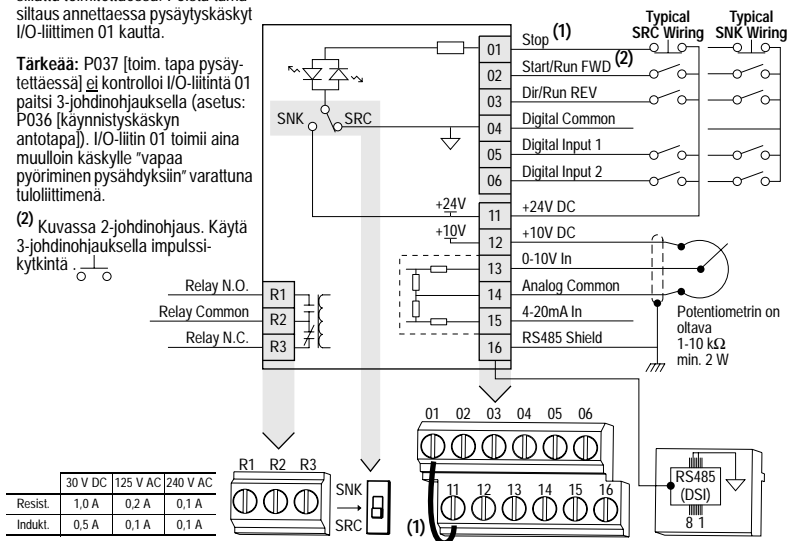 siltaus annettaessa pysäytyskäskyt
I/O-liittimen 01 kautta.
Tärkeää: P037 [toim. tapa pysäy-
tettäessä] ei kontrolloi I/O-liitintä 01
paitsi 3-johdinohjauksella (asetus:
P036 [käynnistyskäskyn
antotapa]). I/O-liitin 01 toimii aina
muulloin käskylle "vapaa
pyöriminen pysähdyksiin" varattuna
tuloliittimenä.
(2) Kuvassa 2-johdinohjaus. Käytä
3-johdinohjauksella impulssi-
kytkintä .
Typical
SRC Wiring
Typical
SNK Wiring
01 Stop (1)
02 Start/Run FWD (2)
03 Dir/Run REV
04 Digital Common
05 Digital Input 1
06 Digital Input 2
11 +24V DC
12 +10V DC
13 0-10V In
14 Analog Common
15 4-20mA In
16 RS485 Shield
SNK SRC
+24V
+10V
Relay N.O. R1
Relay Common R2
Relay N.C. R3
Potentiometrin on
oltava
1-10 kΩ
min. 2 W
01 02 03 04 05 06
11 12 13 14 15 16
(1)
R1 R2 R3
SNK
SRC
RS485
(DSI)
8 1
30 V DC 125 V AC 240 V AC
Resist. 1,0 A 0,2 A 0,1 A
Indukt. 0,5 A 0,1 A 0,1 A